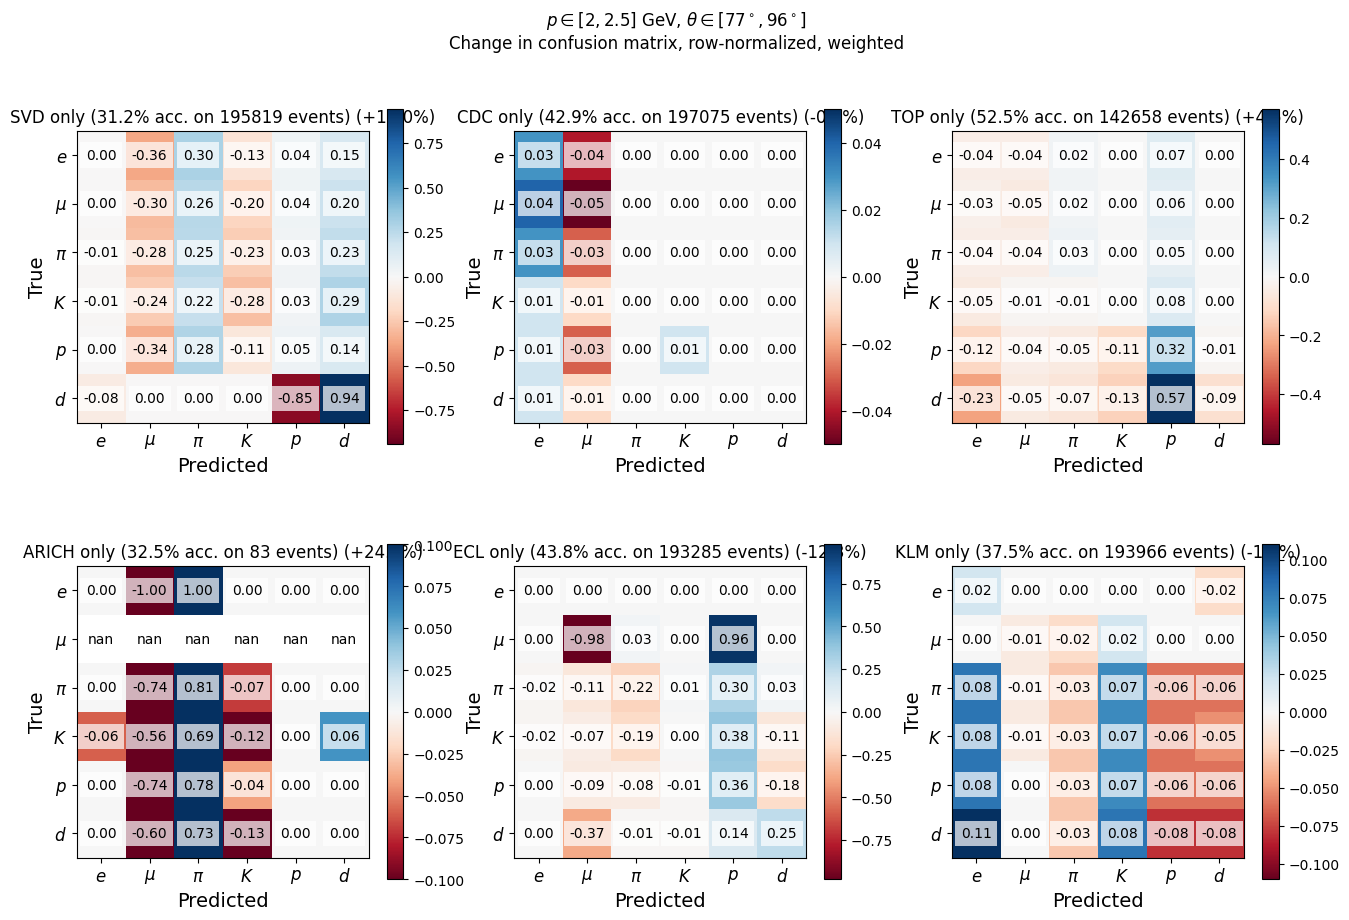 p ∈ [2, 2.5] GeV, θ ∈ [77°, 96°]
Change in confusion matrix, row-normalized, weighted
SVD only (31.2% acc. on 195819 events)
e 0.00 -0.36 0.30 -0.13 0.04 0.15
μ 0.00 -0.30 0.26 -0.20 0.04 0.20
π -0.01 -0.28 0.25 -0.23 0.03 0.23
K -0.01 -0.24 0.22 -0.28 0.03 0.29
p 0.00 -0.34 0.28 -0.11 0.05 0.14
d -0.08 0.00 0.00 0.00 -0.85 0.94
e μ π K p d
Predicted
True
0.75
0.50
0.25
0.00
−0.25
−0.50
−0.75
CDC only (42.9% acc. on 197075 events)
e 0.03 -0.04 0.00 0.00 0.00 0.00
μ 0.04 -0.05 0.00 0.00 0.00 0.00
π 0.03 -0.03 0.00 0.00 0.00 0.00
K 0.01 -0.01 0.00 0.00 0.00 0.00
p 0.01 -0.03 0.00 0.01 0.00 0.00
d 0.01 -0.01 0.00 0.00 0.00 0.00
e μ π K p d
Predicted
True
0.04
0.02
0.00
−0.02
−0.04
TOP only (52.5% acc. on 142658 events)
e -0.04 -0.04 0.02 0.00 0.07 0.00
μ -0.03 -0.05 0.02 0.00 0.06 0.00
π -0.04 -0.04 0.03 0.00 0.05 0.00
K -0.05 -0.01 -0.01 0.00 0.08 0.00
p -0.12 -0.04 -0.05 -0.11 0.32 -0.01
d -0.23 -0.05 -0.07 -0.13 0.57 -0.09
e μ π K p d
Predicted
True
0.4
0.2
0.0
−0.2
−0.4
ARICH only (32.5% acc. on 83 events)
e 0.00 -1.00 1.00 0.00 0.00 0.00
μ nan nan nan nan nan nan
π 0.00 -0.74 0.81 -0.07 0.00 0.00
K -0.06 -0.56 0.69 -0.12 0.00 0.06
p 0.00 -0.74 0.78 -0.04 0.00 0.00
d 0.00 -0.60 0.73 -0.13 0.00 0.00
e μ π K p d
Predicted
True
0.100
0.075
0.050
0.025
0.000
−0.025
−0.050
−0.075
−0.100
ECL only (43.8% acc. on 193285 events)
e 0.00 0.00 0.00 0.00 0.00 0.00
μ 0.00 -0.98 0.03 0.00 0.96 0.00
π -0.02 -0.11 -0.22 0.01 0.30 0.03
K -0.02 -0.07 -0.19 0.00 0.38 -0.11
p 0.00 -0.09 -0.08 -0.01 0.36 -0.18
d 0.00 -0.37 -0.01 -0.01 0.14 0.25
e μ π K p d
Predicted
True
0.75
0.50
0.25
0.00
−0.25
−0.50
−0.75
KLM only (37.5% acc. on 193966 events)
e 0.02 0.00 0.00 0.00 0.00 -0.02
μ 0.00 -0.01 -0.02 0.02 0.00 0.00
π 0.08 -0.01 -0.03 0.07 -0.06 -0.06
K 0.08 -0.01 -0.03 0.07 -0.06 -0.05
p 0.08 0.00 -0.03 0.07 -0.06 -0.06
d 0.11 0.00 -0.03 0.08 -0.08 -0.08
e μ π K p d
Predicted
True
0.100
0.075
0.050
0.025
0.000
−0.025
−0.050
−0.075
−0.100